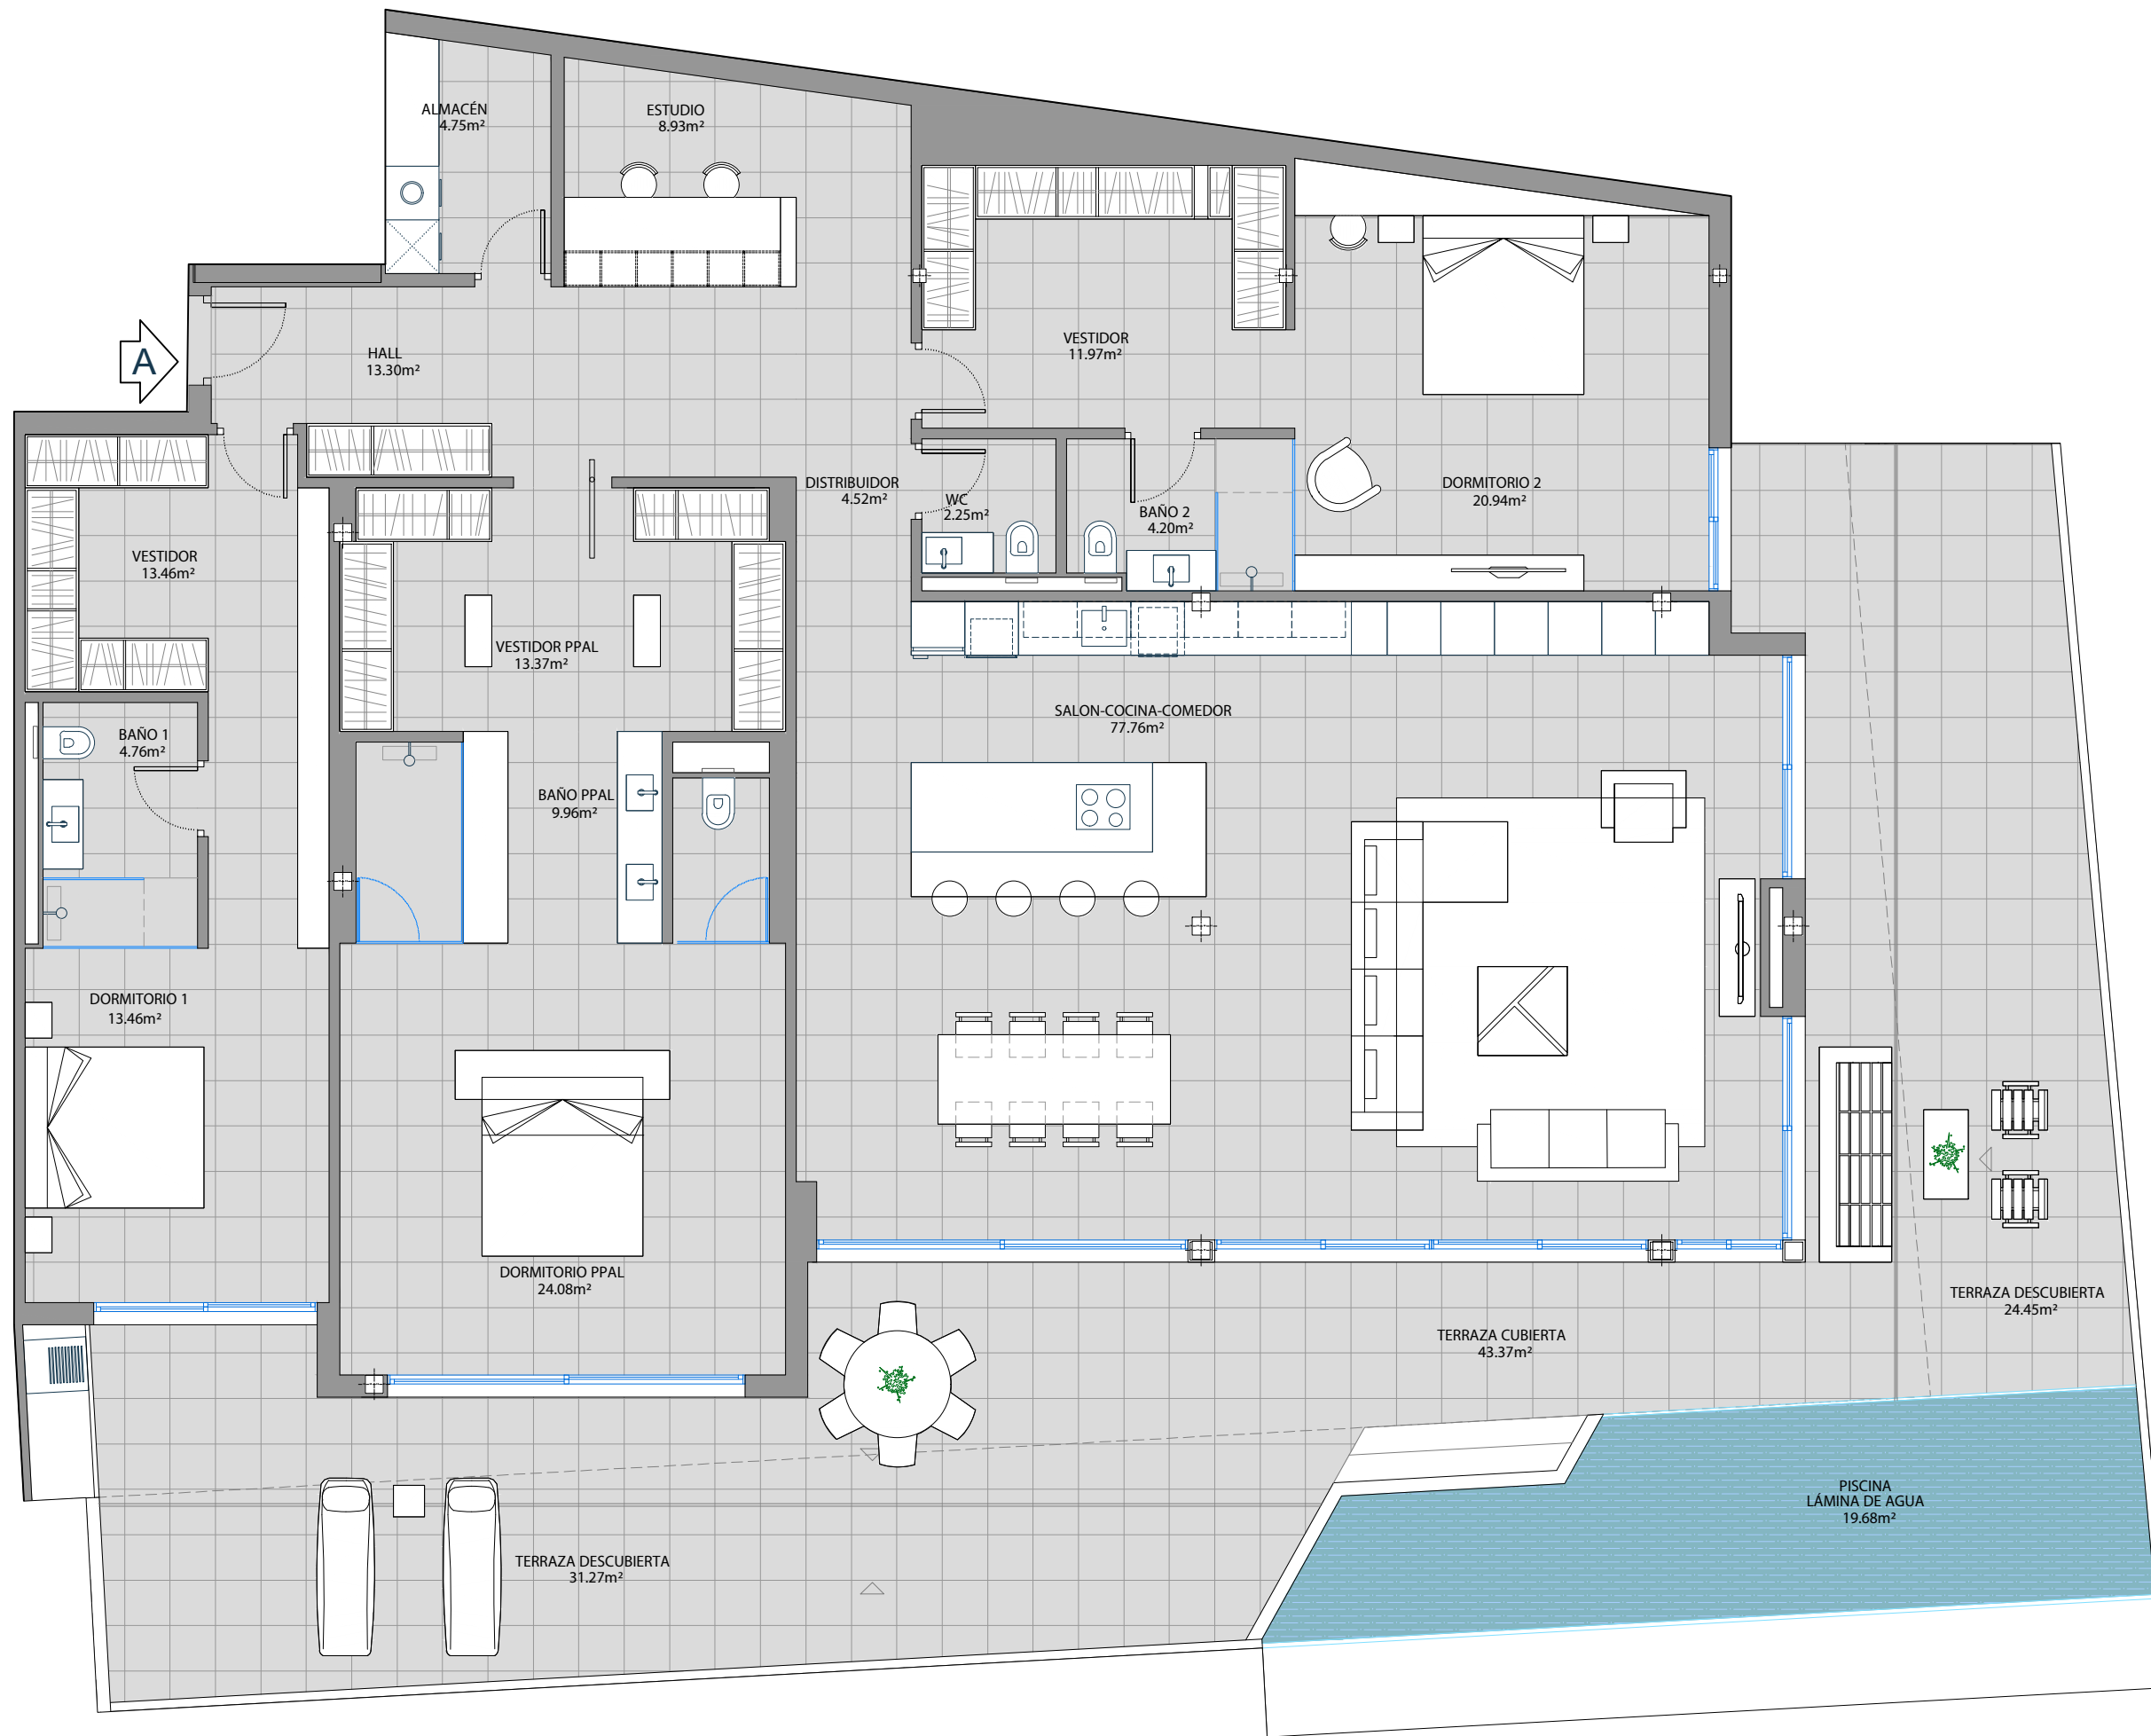 ALMACÉN
4.75m²
ESTUDIO
8.93m²
A
HALL
13.30m²
VESTIDOR
11.97m²
DISTRIBUIDOR
4.52m²
WC
2.25m²
BAÑO 2
4.20m²
DORMITORIO 2
20.94m²
VESTIDOR
13.46m²
VESTIDOR PPAL
13.37m²
SALON-COCINA-COMEDOR
77.76m²
BAÑO 1
4.76m²
BAÑO PPAL
9.96m²
DORMITORIO 1
13.46m²
DORMITORIO PPAL
24.08m²
TERRAZA DESCUBIERTA
24.45m²
TERRAZA CUBIERTA
43.37m²
PISCINA
LÁMINA DE AGUA
19.68m²
TERRAZA DESCUBIERTA
31.27m²